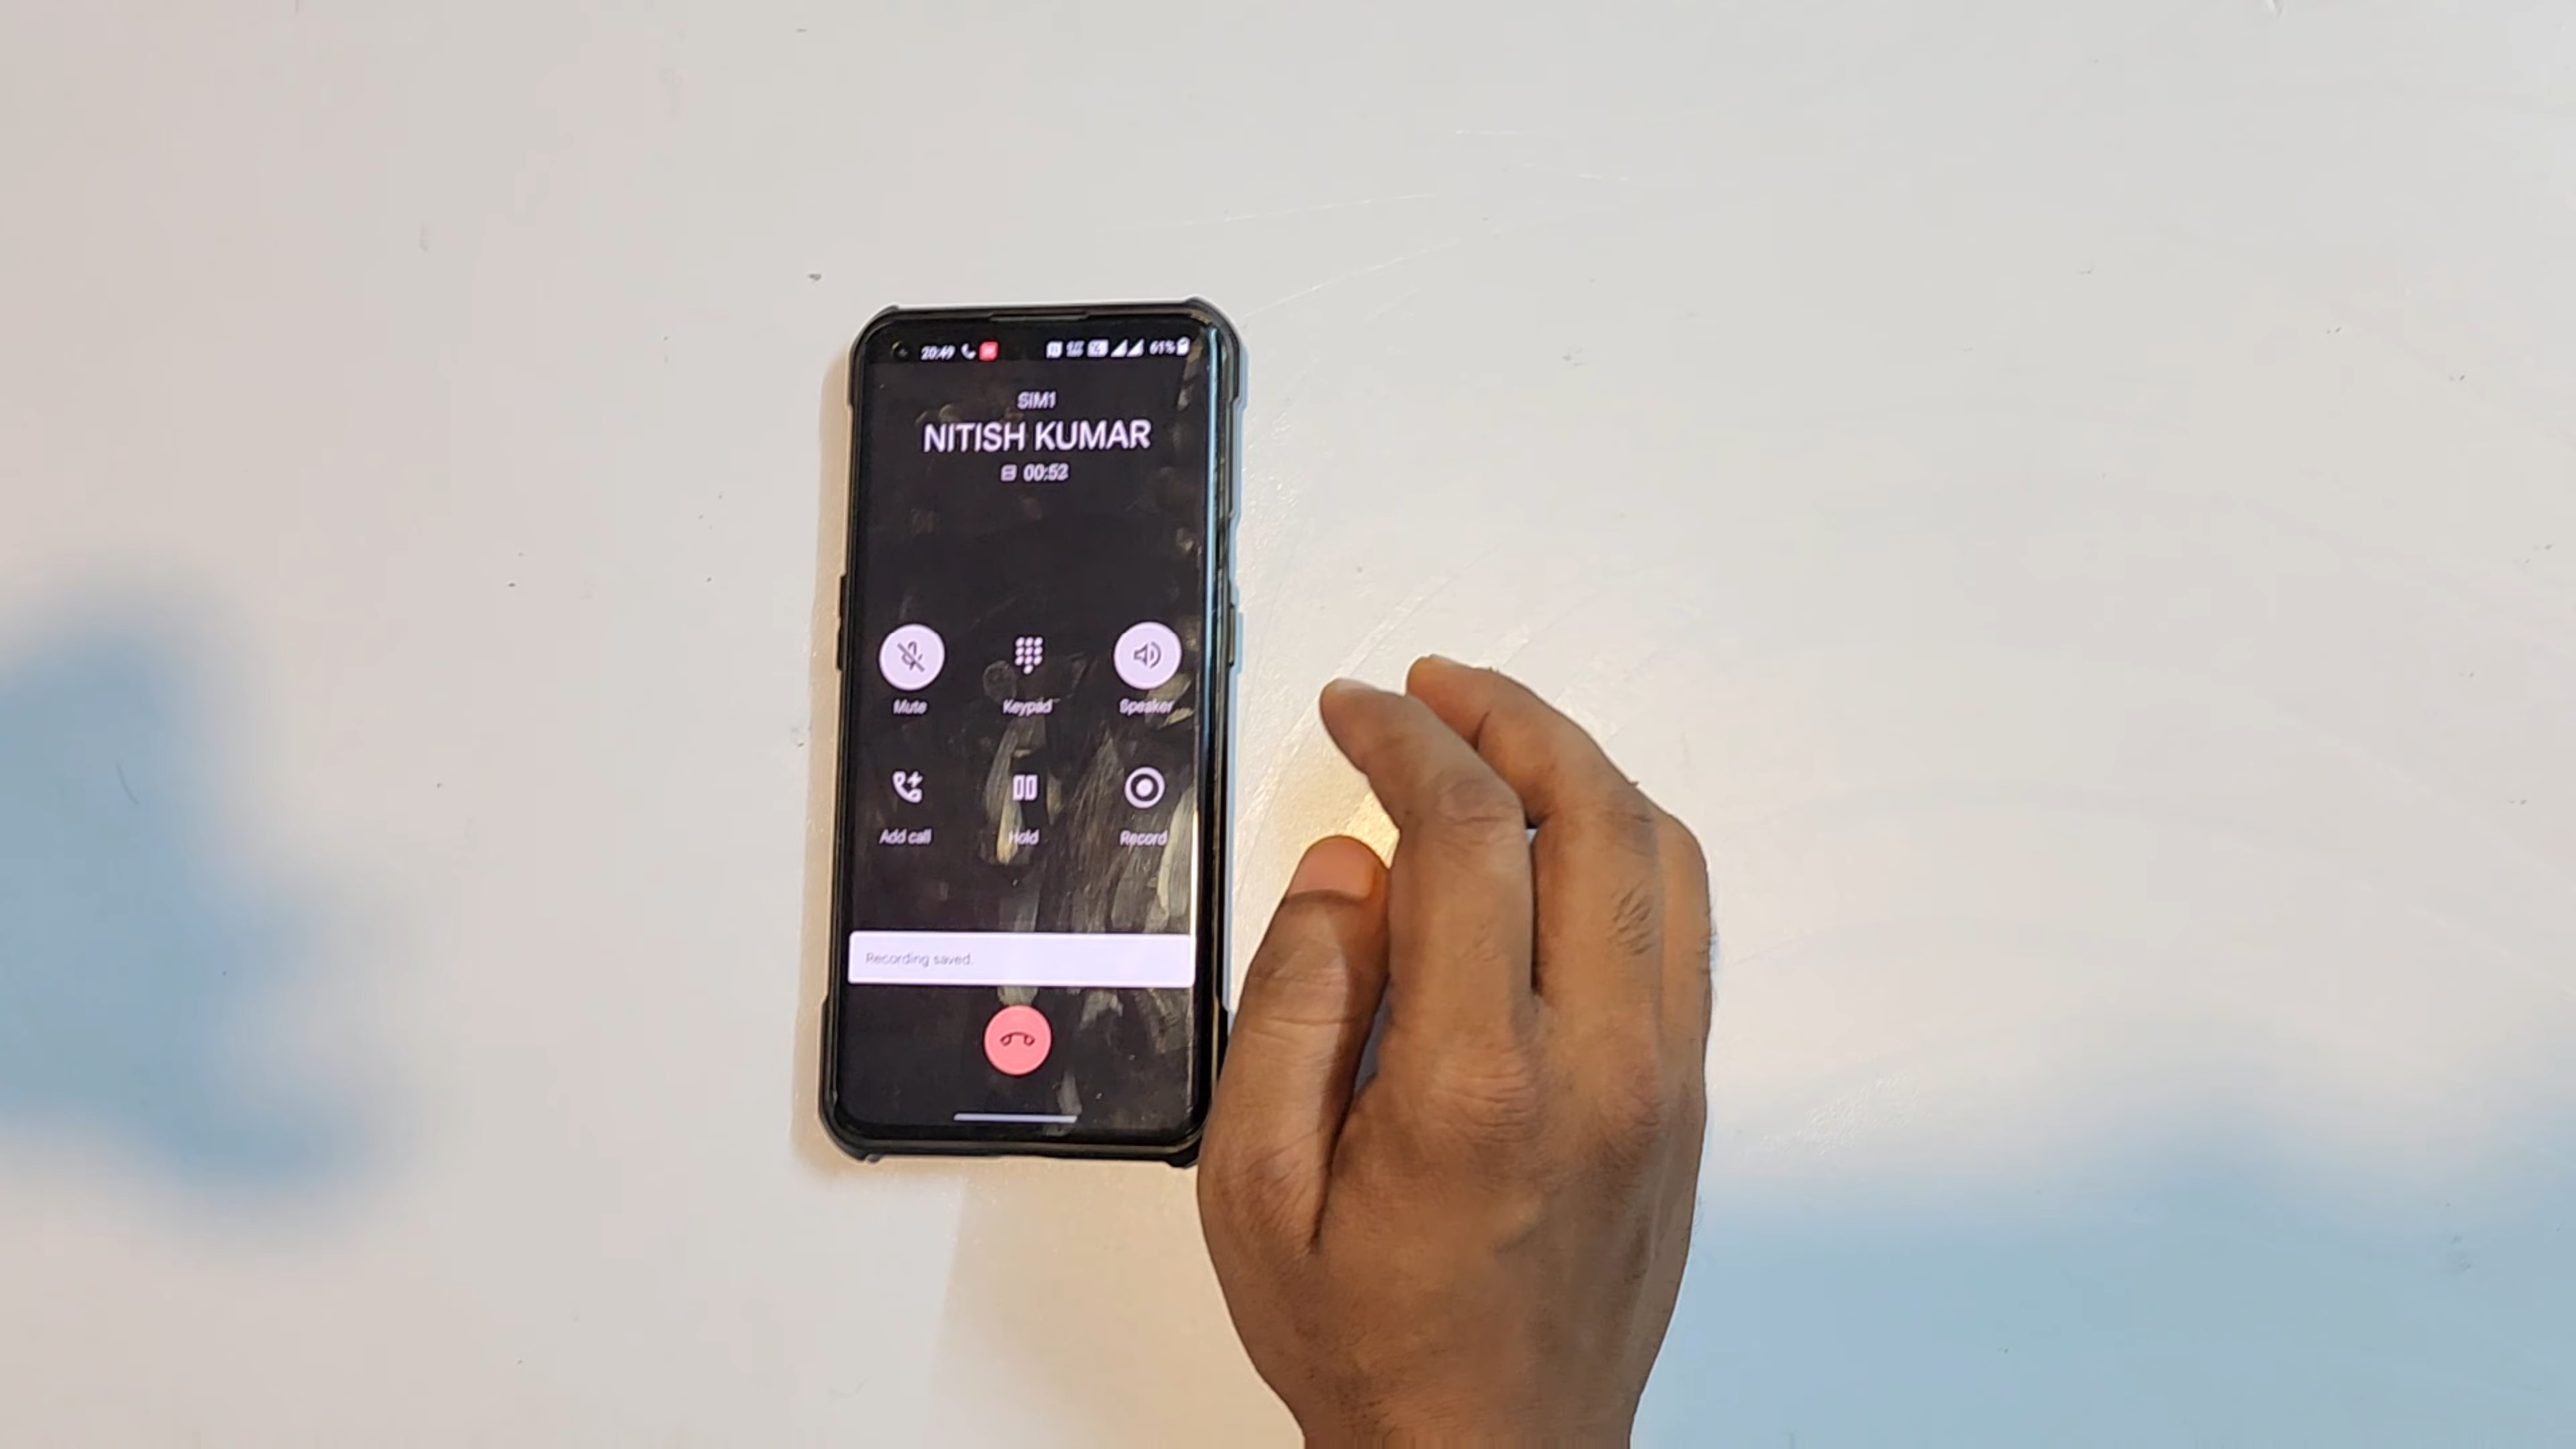 20:49 61%
SIM1
NITISH KUMAR
00:52
Mute Keypad Speaker
Add call Hold Record
Recording saved.